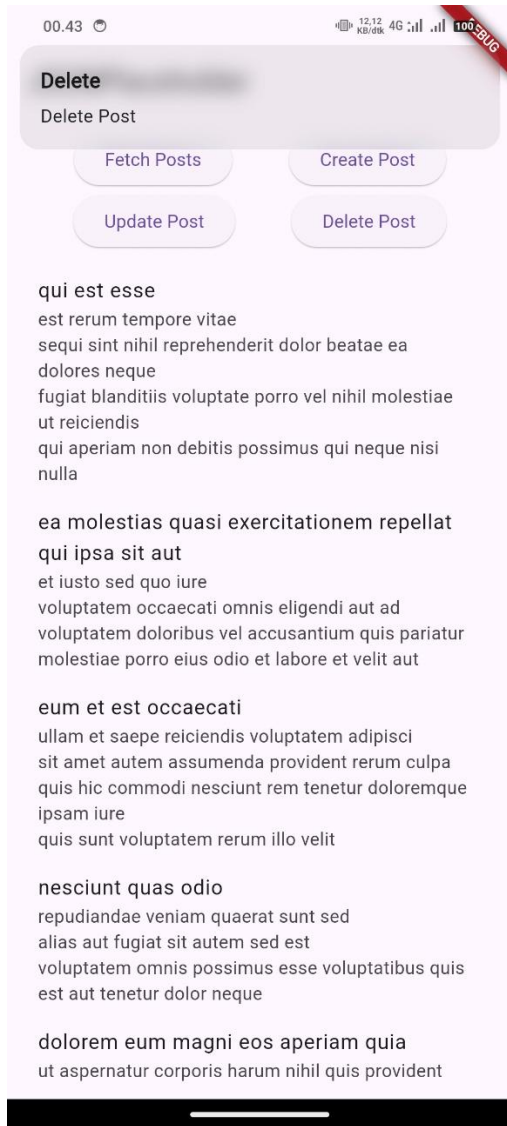 00.43
12,12
KB/dtk
4G
100
DEBUG
Delete
Delete Post
Fetch Posts
Create Post
Update Post
Delete Post
qui est esse
est rerum tempore vitae
sequi sint nihil reprehenderit dolor beatae ea
dolores neque
fugiat blanditiis voluptate porro vel nihil molestiae
ut reiciendis
qui aperiam non debitis possimus qui neque nisi
nulla
ea molestias quasi exercitationem repellat
qui ipsa sit aut
et iusto sed quo iure
voluptatem occaecati omnis eligendi aut ad
voluptatem doloribus vel accusantium quis pariatur
molestiae porro eius odio et labore et velit aut
eum et est occaecati
ullam et saepe reiciendis voluptatem adipisci
sit amet autem assumenda provident rerum culpa
quis hic commodi nesciunt rem tenetur doloremque
ipsam iure
quis sunt voluptatem rerum illo velit
nesciunt quas odio
repudiandae veniam quaerat sunt sed
alias aut fugiat sit autem sed est
voluptatem omnis possimus esse voluptatibus quis
est aut tenetur dolor neque
dolorem eum magni eos aperiam quia
ut aspernatur corporis harum nihil quis provident